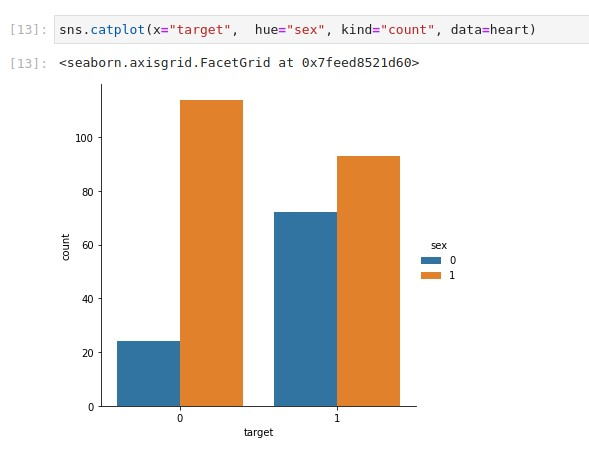 [13]: sns.catplot(x="target",  hue="sex", kind="count", data=heart)
[13]: <seaborn.axisgrid.FacetGrid at 0x7feed8521d60>
100
80
60
40
20
0
count
0 1
target
sex
0
1